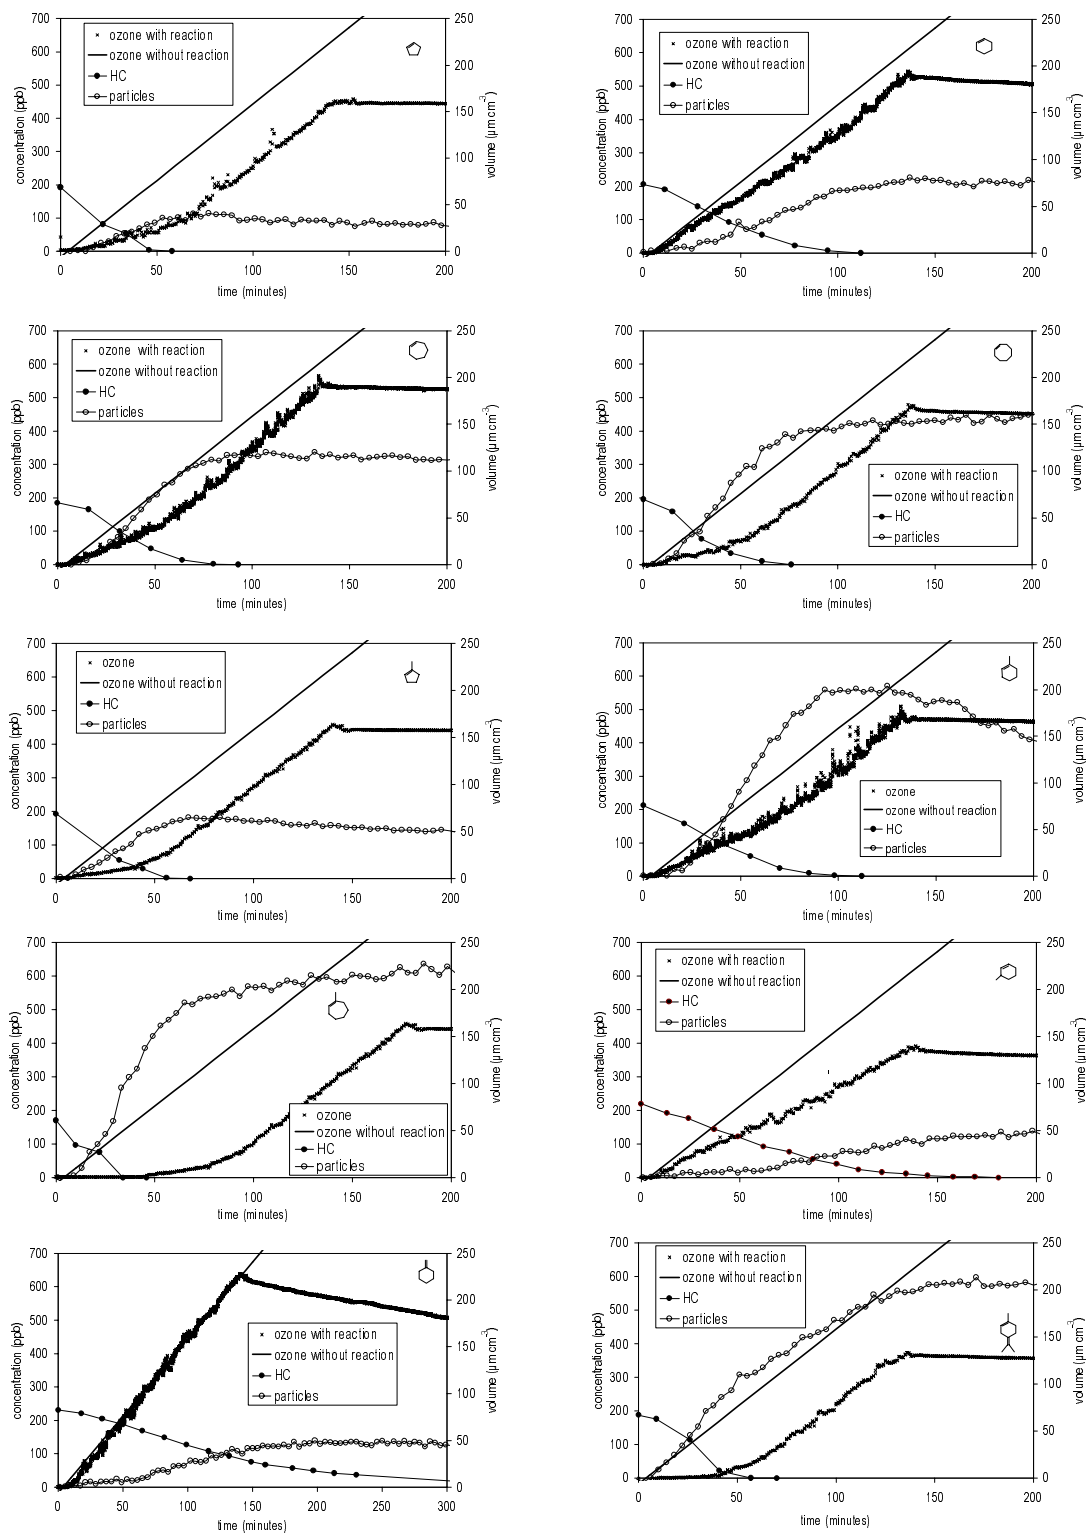 concentration (ppb)
700
600
500
400
300
200
100
0
ozone with reaction
ozone without reaction
HC
particles
250
200
150
100
50
0
volume (µm cm⁻³)
0 50 100 150 200
time (minutes)
concentration (ppb)
700
600
500
400
300
200
100
0
ozone with reaction
ozone without reaction
HC
particles
250
200
150
100
50
0
volume (µm cm⁻³)
0 50 100 150 200
time (minutes)
concentration (ppb)
700
600
500
400
300
200
100
0
ozone with reaction
ozone without reaction
HC
particles
250
200
150
100
50
0
volume (µm cm⁻³)
0 50 100 150 200
time (minutes)
concentration (ppb)
700
600
500
400
300
200
100
0
ozone with reaction
ozone without reaction
HC
particles
250
200
150
100
50
0
volume (µm cm⁻³)
0 50 100 150 200
time (minutes)
concentration (ppb)
700
600
500
400
300
200
100
0
ozone
ozone without reaction
HC
particles
250
200
150
100
50
0
volume (µm cm⁻³)
0 50 100 150 200
time (minutes)
concentration (ppb)
700
600
500
400
300
200
100
0
ozone
ozone without reaction
HC
particles
250
200
150
100
50
0
volume (µm cm⁻³)
0 50 100 150 200
time (minutes)
concentration (ppb)
700
600
500
400
300
200
100
0
ozone
ozone without reaction
HC
particles
250
200
150
100
50
0
volume (µm cm⁻³)
0 50 100 150 200
time (minutes)
concentration (ppb)
700
600
500
400
300
200
100
0
ozone with reaction
ozone without reaction
HC
particles
250
200
150
100
50
0
volume (µm cm⁻³)
0 50 100 150 200
time (minutes)
concentration (ppb)
700
600
500
400
300
200
100
0
ozone with reaction
ozone without reaction
HC
particles
250
200
150
100
50
0
volume (µm cm⁻³)
0 50 100 150 200 250 300
time (minutes)
concentration (ppb)
700
600
500
400
300
200
100
0
ozone with reaction
ozone without reaction
HC
particles
250
200
150
100
50
0
volume (µm cm⁻³)
0 50 100 150 200
time (minutes)